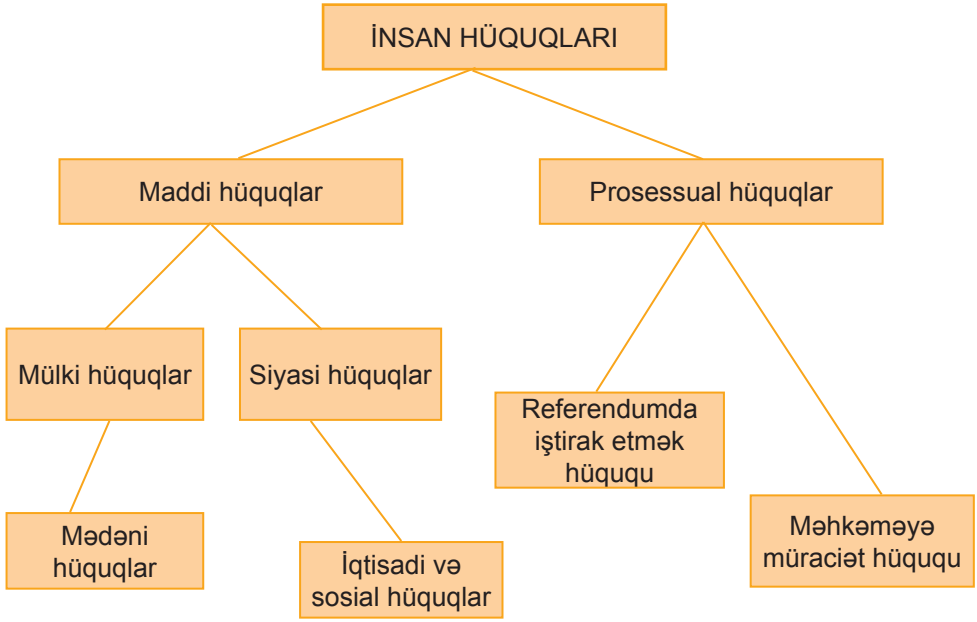 İNSAN HÜQUQLARI
Maddi hüquqlar
Prosessual hüquqlar
Mülki hüquqlar
Siyasi hüquqlar
Referendumda
iştirak etmək
hüququ
Mədəni
hüquqlar
İqtisadi və
sosial hüquqlar
Məhkəməyə
müraciət hüququ